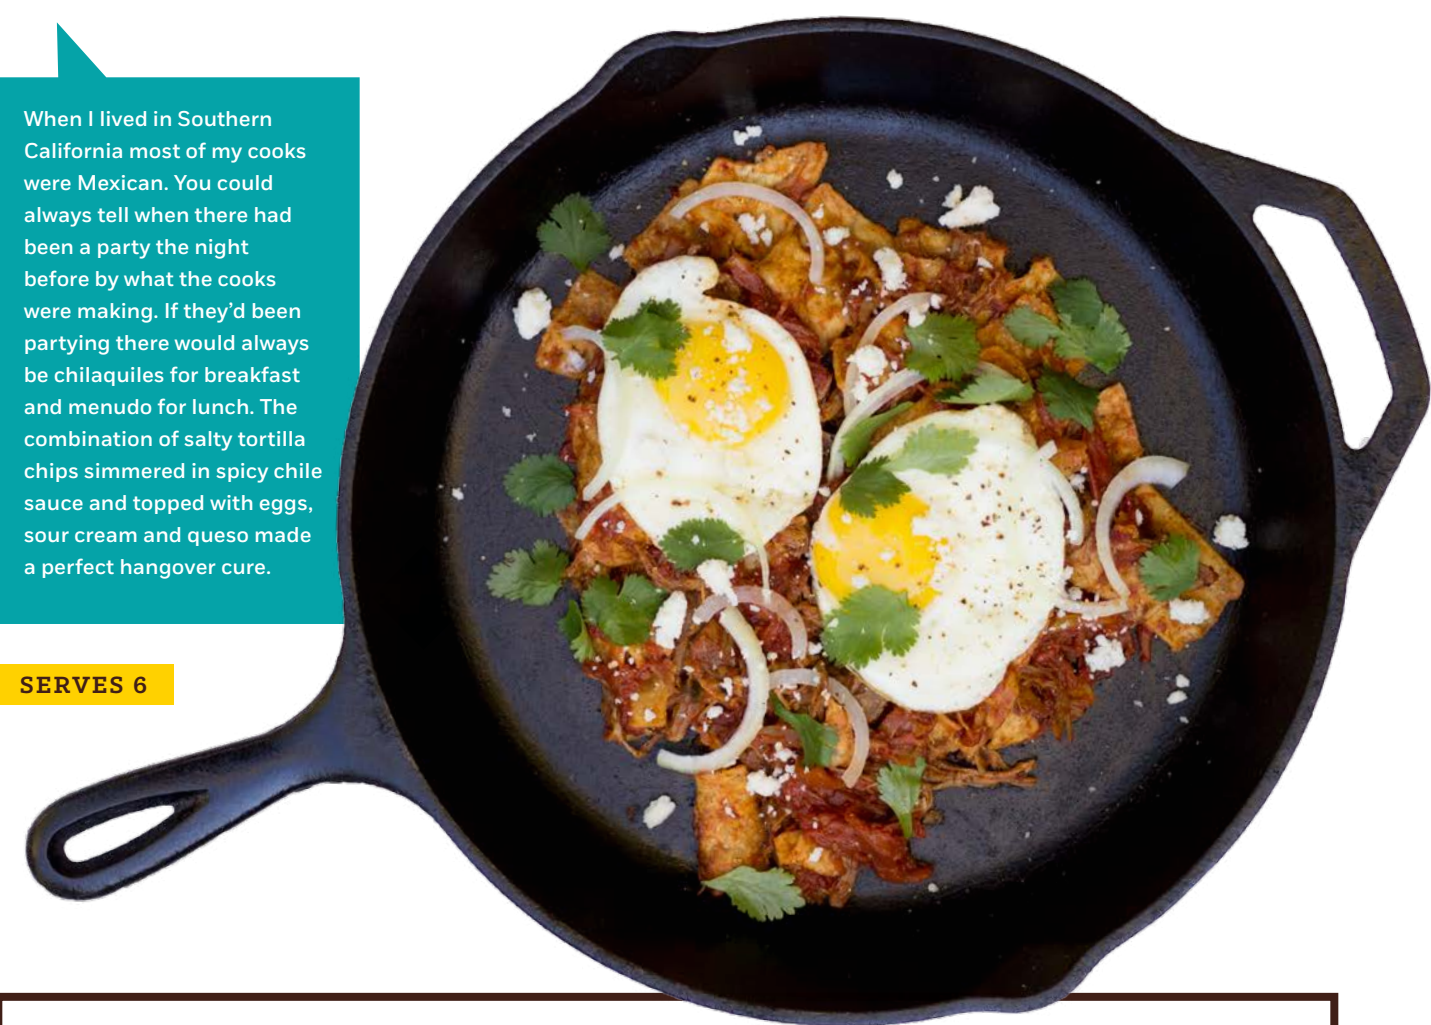 When I lived in Southern
California most of my cooks
were Mexican. You could
always tell when there had
been a party the night
before by what the cooks
were making. If they’d been
partying there would always
be chilaquiles for breakfast
and menudo for lunch. The
combination of salty tortilla
chips simmered in spicy chile
sauce and topped with eggs,
sour cream and queso made
a perfect hangover cure.
SERVES 6